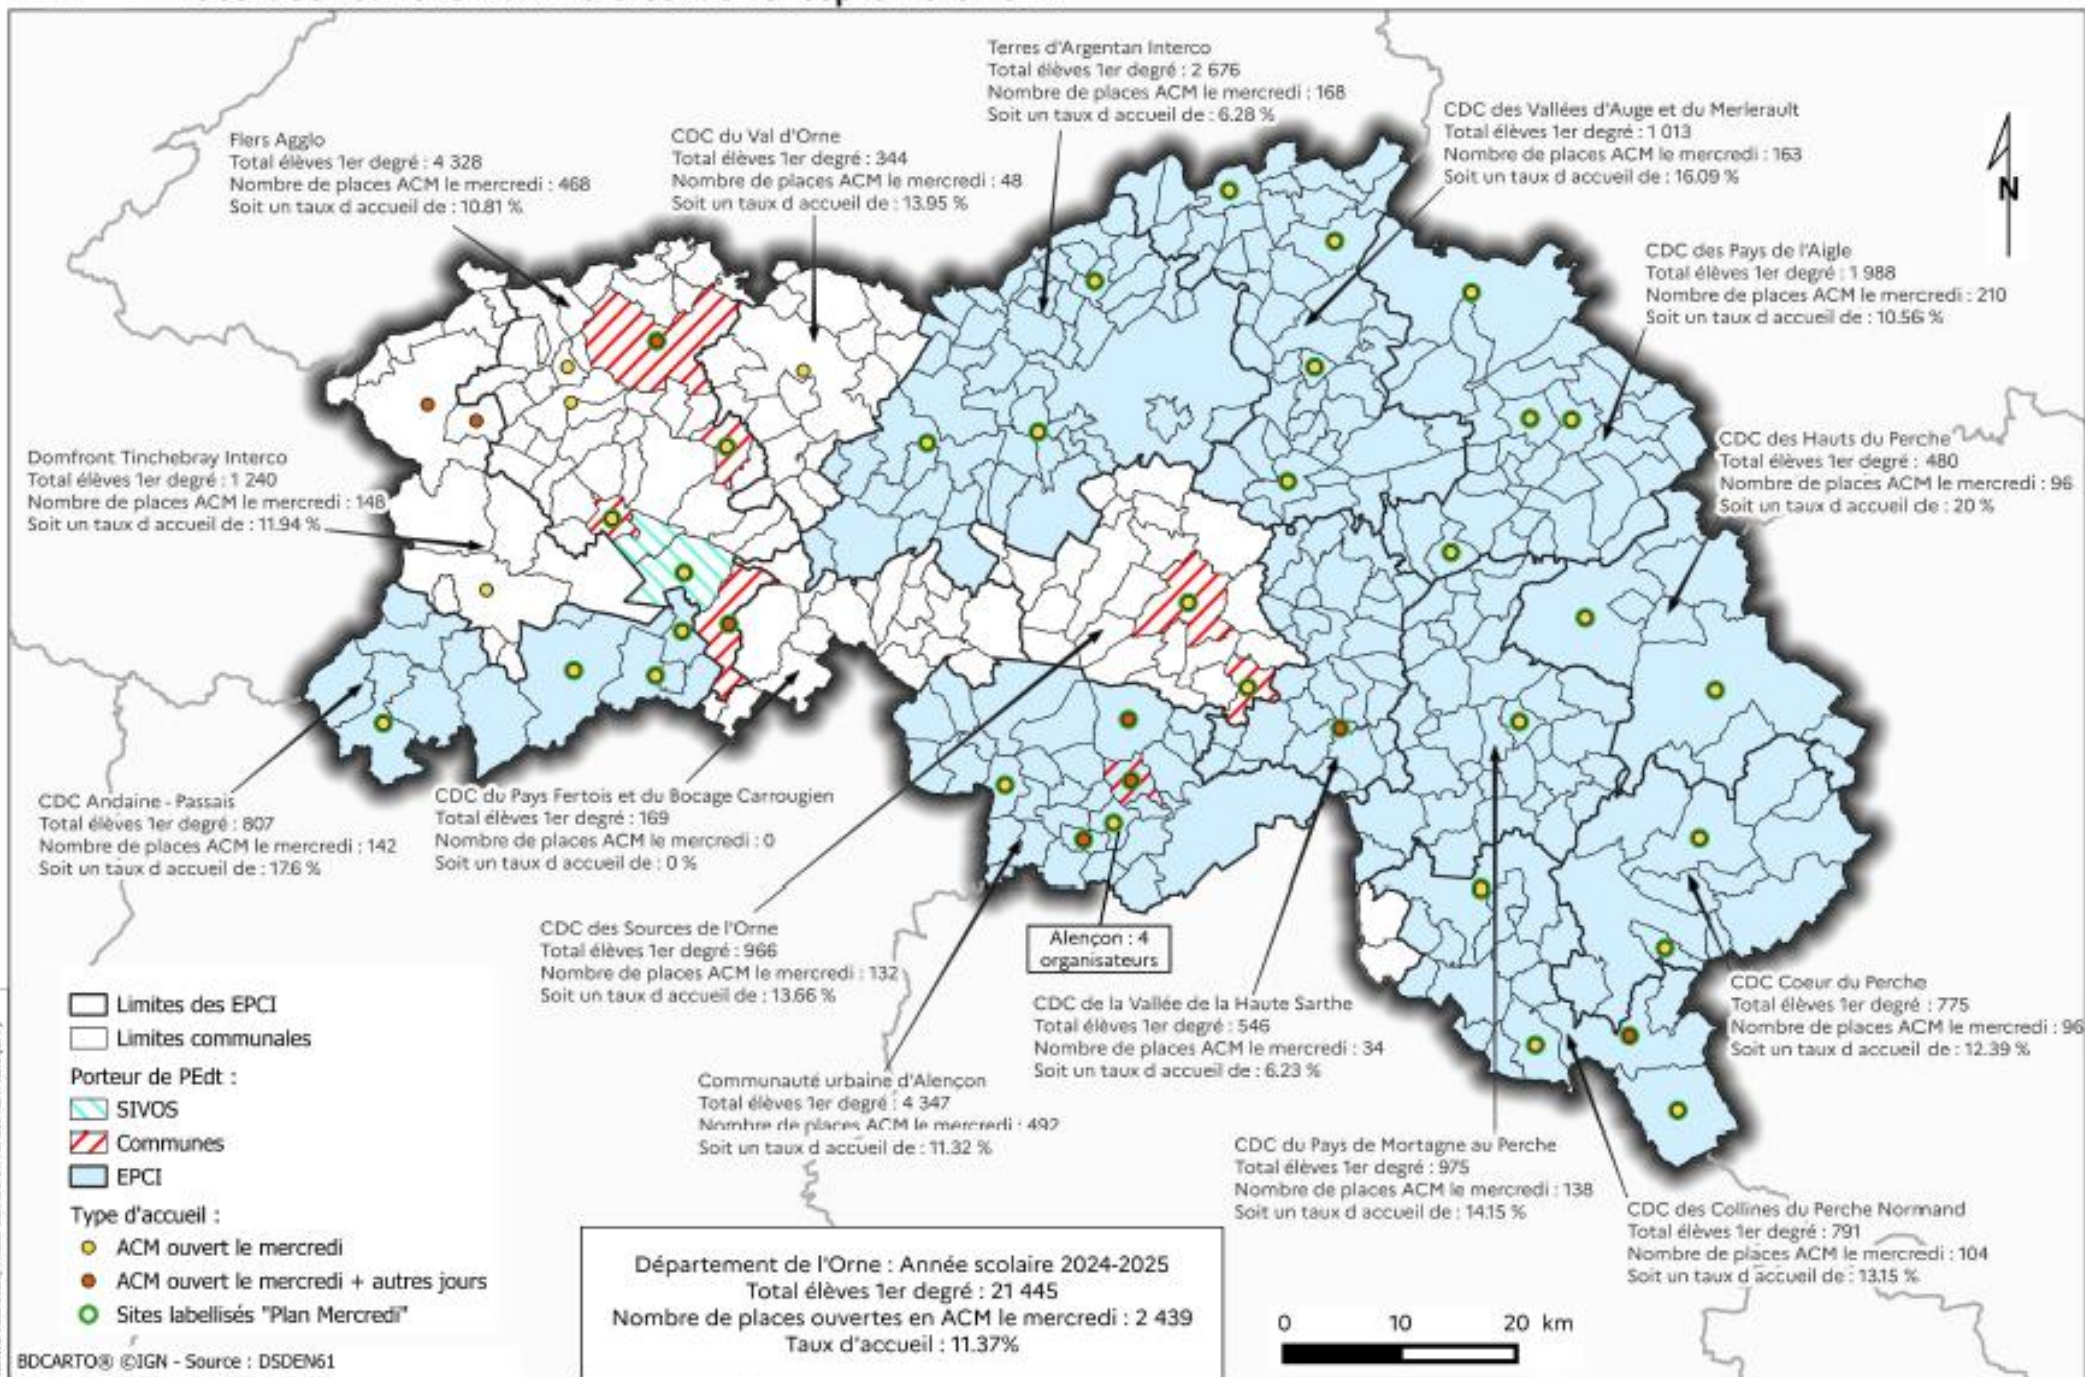 Terres d'Argentan Interco
Total élèves 1er degré : 2 676
Nombre de places ACM le mercredi : 168
Soit un taux d accueil de : 6.28 %
CDC des Vallées d'Auge et du Merlerault
Total élèves 1er degré : 1 013
Nombre de places ACM le mercredi : 163
Soit un taux d accueil de : 16.09 %
Flers Agglo
Total élèves 1er degré : 4 328
Nombre de places ACM le mercredi : 468
Soit un taux d accueil de : 10.81 %
CDC du Val d'Orne
Total élèves 1er degré : 344
Nombre de places ACM le mercredi : 48
Soit un taux d accueil de : 13.95 %
N
CDC des Pays de l'Aigle
Total élèves 1er degré : 1 988
Nombre de places ACM le mercredi : 210
Soit un taux d accueil de : 10.56 %
Domfront Tinchebray Interco
Total élèves 1er degré : 1 240
Nombre de places ACM le mercredi : 148
Soit un taux d accueil de : 11.94 %
CDC des Hauts du Perche
Total élèves 1er degré : 480
Nombre de places ACM le mercredi : 96
Soit un taux d accueil de : 20 %
CDC Andaine - Passais
Total élèves 1er degré : 807
Nombre de places ACM le mercredi : 142
Soit un taux d accueil de : 17.6 %
CDC du Pays Fertois et du Bocage Carrougien
Total élèves 1er degré : 169
Nombre de places ACM le mercredi : 0
Soit un taux d accueil de : 0 %
CDC des Sources de l'Orne
Total élèves 1er degré : 966
Nombre de places ACM le mercredi : 132
Soit un taux d accueil de : 13.66 %
Alençon : 4
organisateurs
CDC de la Vallée de la Haute Sarthe
Total élèves 1er degré : 546
Nombre de places ACM le mercredi : 34
Soit un taux d accueil de : 6.23 %
CDC Coeur du Perche
Total élèves 1er degré : 775
Nombre de places ACM le mercredi : 96
Soit un taux d accueil de : 12.39 %
Communauté urbaine d'Alençon
Total élèves 1er degré : 4 347
Nombre de places ACM le mercredi : 492
Soit un taux d accueil de : 11.32 %
CDC du Pays de Mortagne au Perche
Total élèves 1er degré : 975
Nombre de places ACM le mercredi : 138
Soit un taux d accueil de : 14.15 %
CDC des Collines du Perche Normand
Total élèves 1er degré : 791
Nombre de places ACM le mercredi : 104
Soit un taux d accueil de : 13.15 %
Limites des EPCI
Limites communales
Porteur de PEdt :
SIVOS
Communes
EPCI
Type d'accueil :
ACM ouvert le mercredi
ACM ouvert le mercredi + autres jours
Sites labellisés "Plan Mercredi"
BDCARTO® ©IGN - Source : DSDEN61
Département de l'Orne : Année scolaire 2024-2025
Total élèves 1er degré : 21 445
Nombre de places ouvertes en ACM le mercredi : 2 439
Taux d'accueil : 11.37%
0 10 20 km